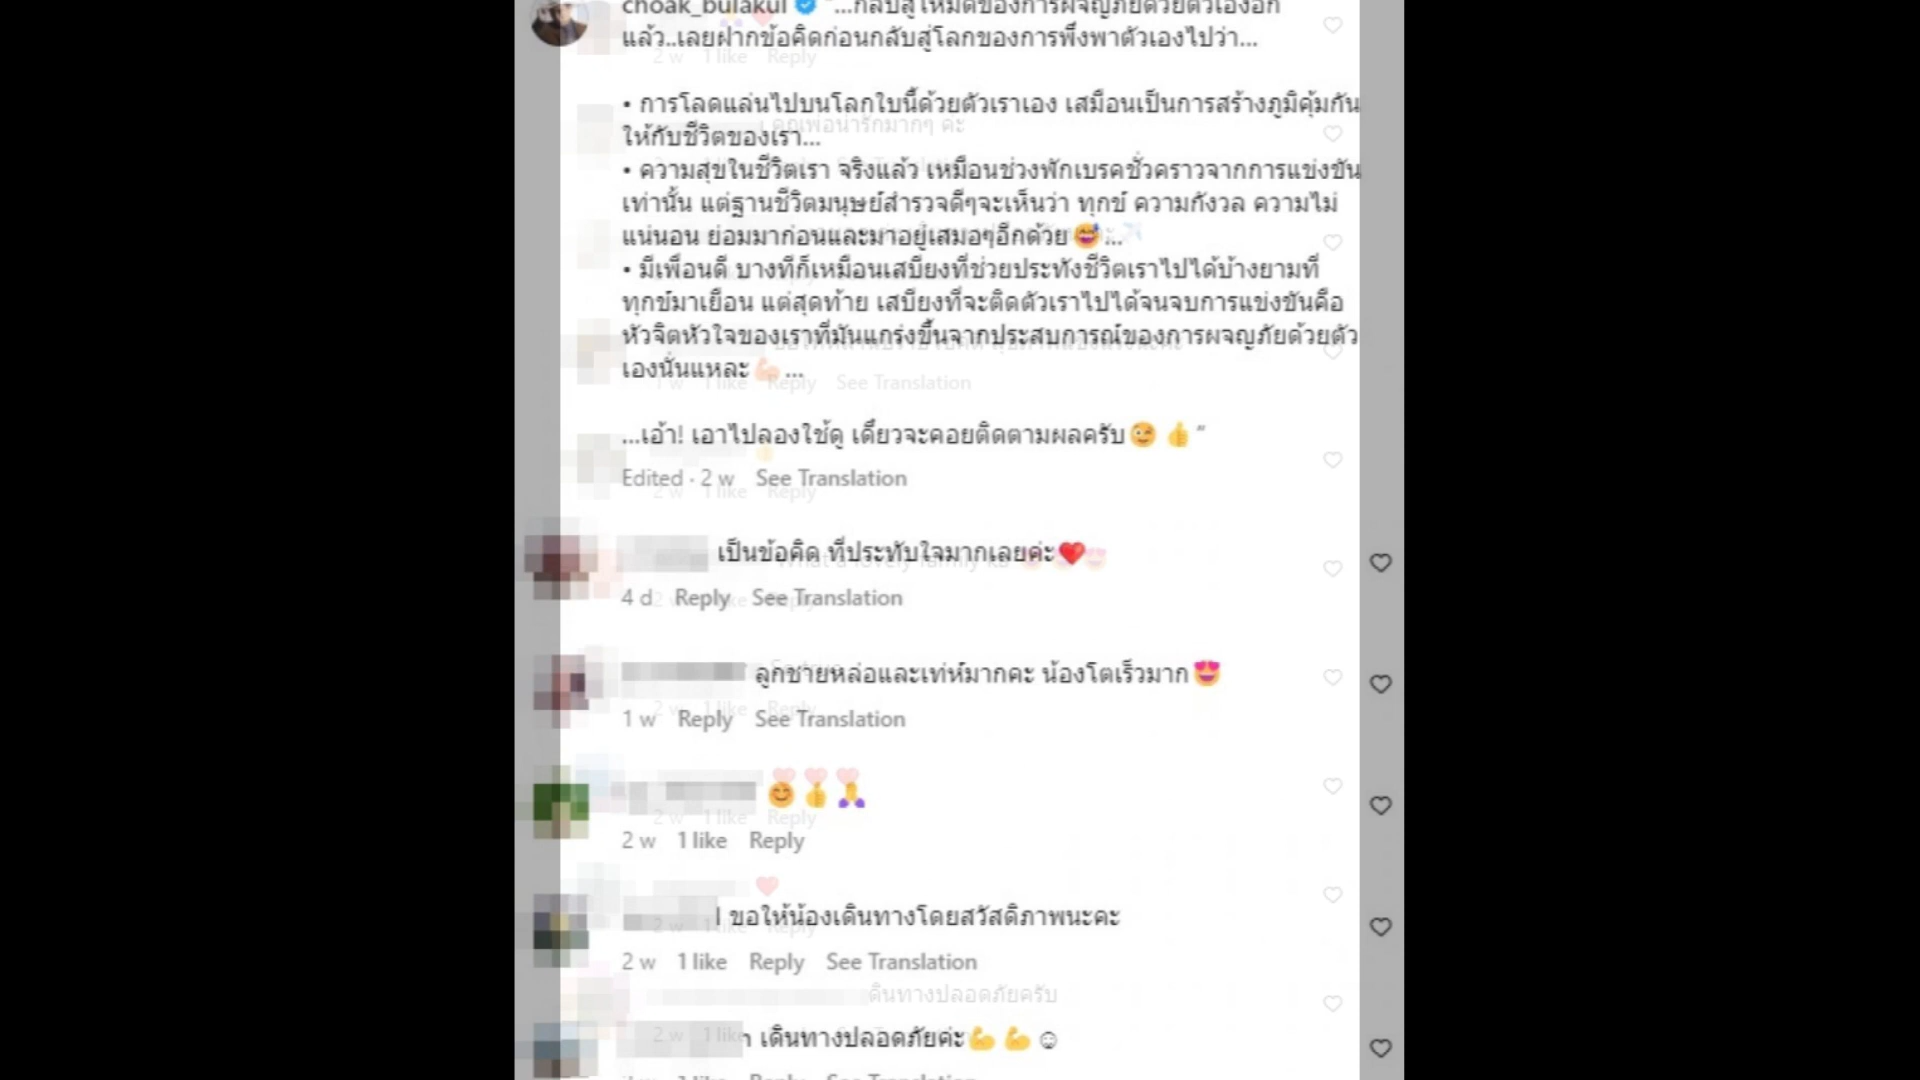 choak_bulakul "...กลับสู่โหมดของการผจญภัยด้วยตัวเองอีก
แล้ว..เลยฝากข้อคิดก่อนกลับสู่โลกของการพึ่งพาตัวเองไปว่า...
• การโลดแล่นไปบนโลกใบนี้ด้วยตัวเราเอง เสมือนเป็นการสร้างภูมิคุ้มกัน
ให้กับชีวิตของเรา...
• ความสุขในชีวิตเรา จริงแล้ว เหมือนช่วงพักเบรคชั่วคราวจากการแข่งขัน
เท่านั้น แต่ฐานชีวิตมนุษย์สำรวจดีๆจะเห็นว่า ทุกข์ ความกังวล ความไม่
แน่นอน ย่อมมาก่อนและมาอยู่เสมอๆอีกด้วย😅...
• มีเพื่อนดี บางทีก็เหมือนเสบียงที่ช่วยประทังชีวิตเราไปได้บ้างยามที่
ทุกข์มาเยือน แต่สุดท้าย เสบียงที่จะติดตัวเราไปได้จนจบการแข่งขันคือ
หัวจิตหัวใจของเราที่มันแกร่งขึ้นจากประสบการณ์ของการผจญภัยด้วยตัว
เองนั่นแหละ💪🏻...
...เอ้า! เอาไปลองใช้ดู เดี๋ยวจะคอยติดตามผลครับ😉👍"
Edited · 2 w See Translation
เป็นข้อคิด ที่ประทับใจมากเลยค่ะ❤️
4 d Reply See Translation
ลูกชายหล่อและเท่ห์มากคะ น้องโตเร็วมาก😍
1 w Reply See Translation
😊👍🙏
2 w 1 like Reply
ขอให้น้องเดินทางโดยสวัสดิภาพนะคะ
2 w 1 like Reply See Translation
เดินทางปลอดภัยครับ
เดินทางปลอดภัยค่ะ💪💪☺
1 like Reply See Translation